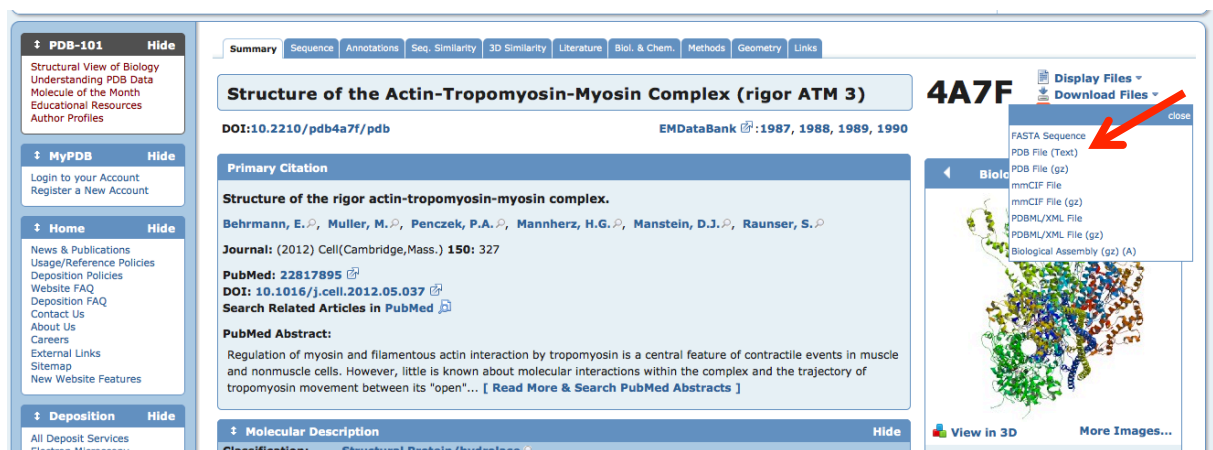 ‡ PDB-101 Hide
Structural View of Biology
Understanding PDB Data
Molecule of the Month
Educational Resources
Author Profiles
‡ MyPDB Hide
Login to your Account
Register a New Account
‡ Home Hide
News & Publications
Usage/Reference Policies
Deposition Policies
Website FAQ
Deposition FAQ
Contact Us
About Us
Careers
External Links
Sitemap
New Website Features
‡ Deposition Hide
All Deposit Services
Electron Microscopy
Summary Sequence Annotations Seq. Similarity 3D Similarity Literature Biol. & Chem. Methods Geometry Links
Structure of the Actin-Tropomyosin-Myosin Complex (rigor ATM 3)
DOI:10.2210/pdb4a7f/pdb EMDataBank :1987, 1988, 1989, 1990
Primary Citation
Structure of the rigor actin-tropomyosin-myosin complex.
Behrmann, E., Muller, M., Penczek, P.A., Mannherz, H.G., Manstein, D.J., Raunser, S.
Journal: (2012) Cell(Cambridge,Mass.) 150: 327
PubMed: 22817895
DOI: 10.1016/j.cell.2012.05.037
Search Related Articles in PubMed
PubMed Abstract:
Regulation of myosin and filamentous actin interaction by tropomyosin is a central feature of contractile events in muscle
and nonmuscle cells. However, little is known about molecular interactions within the complex and the trajectory of
tropomyosin movement between its "open"... [ Read More & Search PubMed Abstracts ]
‡ Molecular Description Hide
Classification: Structural Protein/hydrolase
4A7F
Display Files
Download Files
close
FASTA Sequence
PDB File (Text)
PDB File (gz)
mmCIF File
mmCIF File (gz)
PDBML/XML File
PDBML/XML File (gz)
Biological Assembly (gz) (A)
Biolo
View in 3D More Images...